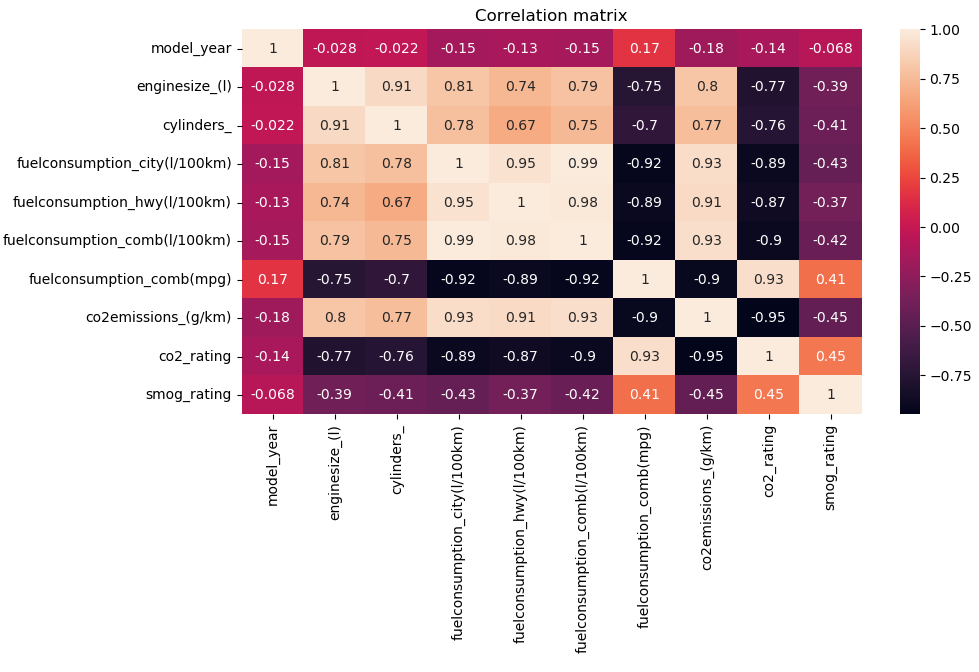 Correlation matrix
model_year 1 -0.028 -0.022 -0.15 -0.13 -0.15 0.17 -0.18 -0.14 -0.068
enginesize_(l) -0.028 1 0.91 0.81 0.74 0.79 -0.75 0.8 -0.77 -0.39
cylinders_ -0.022 0.91 1 0.78 0.67 0.75 -0.7 0.77 -0.76 -0.41
fuelconsumption_city(l/100km) -0.15 0.81 0.78 1 0.95 0.99 -0.92 0.93 -0.89 -0.43
fuelconsumption_hwy(l/100km) -0.13 0.74 0.67 0.95 1 0.98 -0.89 0.91 -0.87 -0.37
fuelconsumption_comb(l/100km) -0.15 0.79 0.75 0.99 0.98 1 -0.92 0.93 -0.9 -0.42
fuelconsumption_comb(mpg) 0.17 -0.75 -0.7 -0.92 -0.89 -0.92 1 -0.9 0.93 0.41
co2emissions_(g/km) -0.18 0.8 0.77 0.93 0.91 0.93 -0.9 1 -0.95 -0.45
co2_rating -0.14 -0.77 -0.76 -0.89 -0.87 -0.9 0.93 -0.95 1 0.45
smog_rating -0.068 -0.39 -0.41 -0.43 -0.37 -0.42 0.41 -0.45 0.45 1
model_year
enginesize_(l)
cylinders_
fuelconsumption_city(l/100km)
fuelconsumption_hwy(l/100km)
fuelconsumption_comb(l/100km)
fuelconsumption_comb(mpg)
co2emissions_(g/km)
co2_rating
smog_rating
1.00
0.75
0.50
0.25
0.00
−0.25
−0.50
−0.75